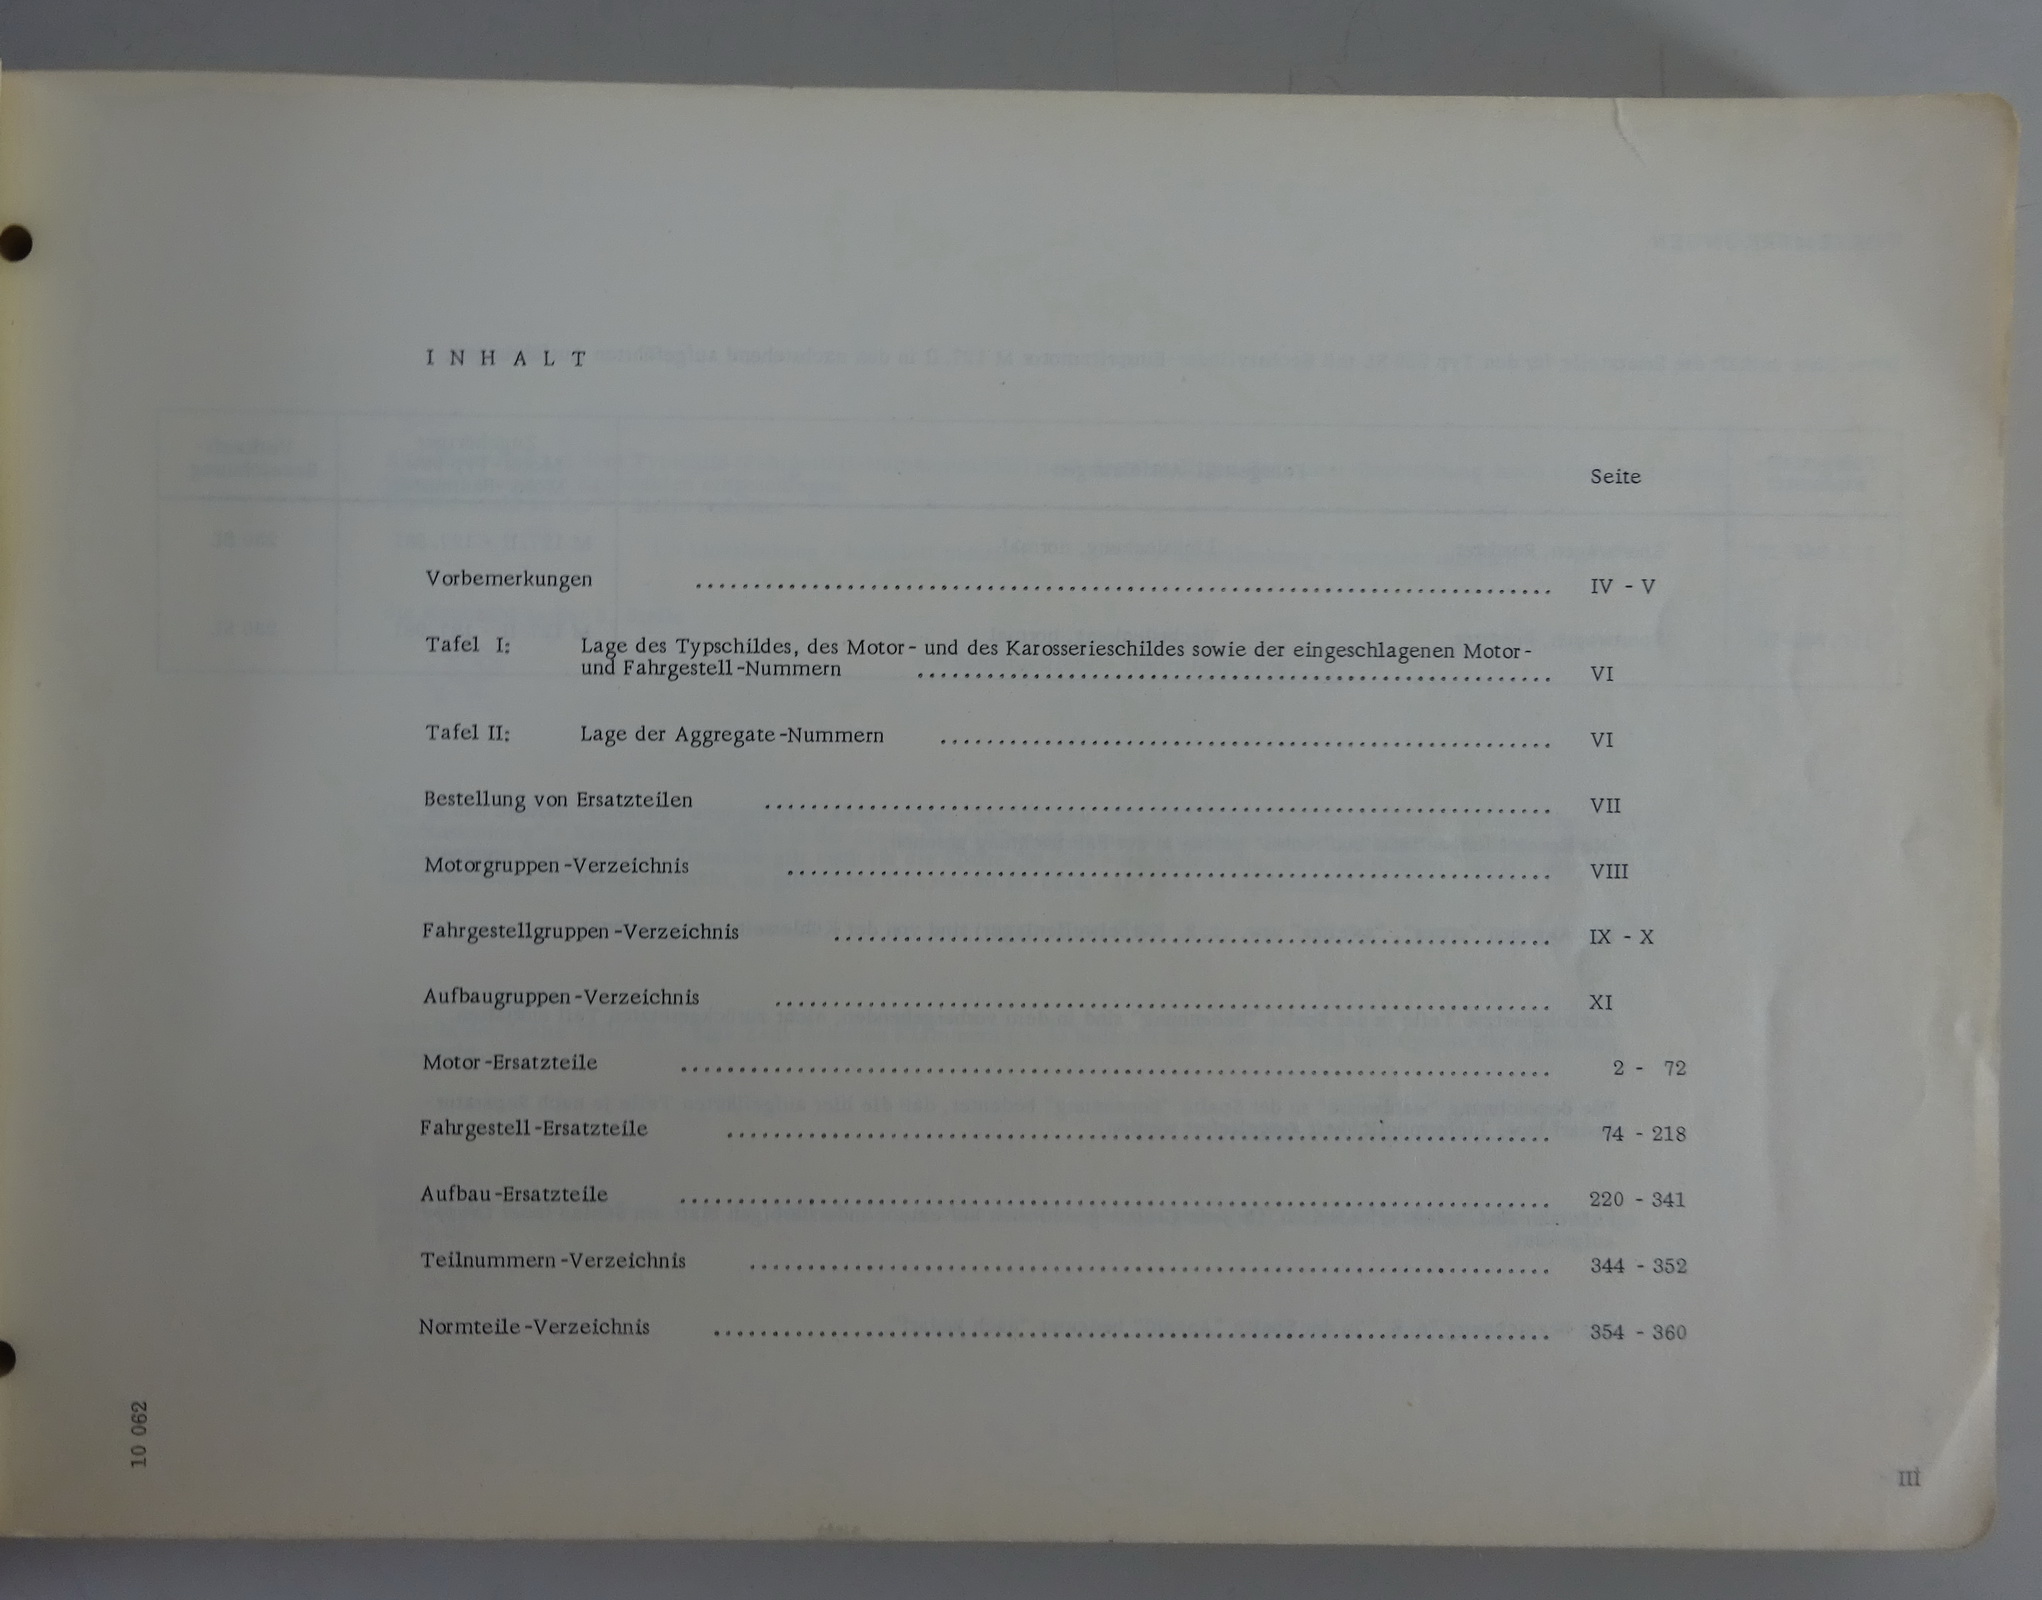 INHALT
Seite
Vorbemerkungen ........ IV - V
Tafel I: Lage des Typschildes, des Motor- und des Karosserieschildes sowie der eingeschlagenen Motor-
und Fahrgestell-Nummern ........ VI
Tafel II: Lage der Aggregate-Nummern ........ VI
Bestellung von Ersatzteilen ........ VII
Motorgruppen-Verzeichnis ........ VIII
Fahrgestellgruppen-Verzeichnis ........ IX - X
Aufbaugruppen-Verzeichnis ........ XI
Motor-Ersatzteile ........ 2 - 72
Fahrgestell-Ersatzteile ........ 74 - 218
Aufbau-Ersatzteile ........ 220 - 341
Teilnummern-Verzeichnis ........ 344 - 352
Normteile-Verzeichnis ........ 354 - 360
10 062
III